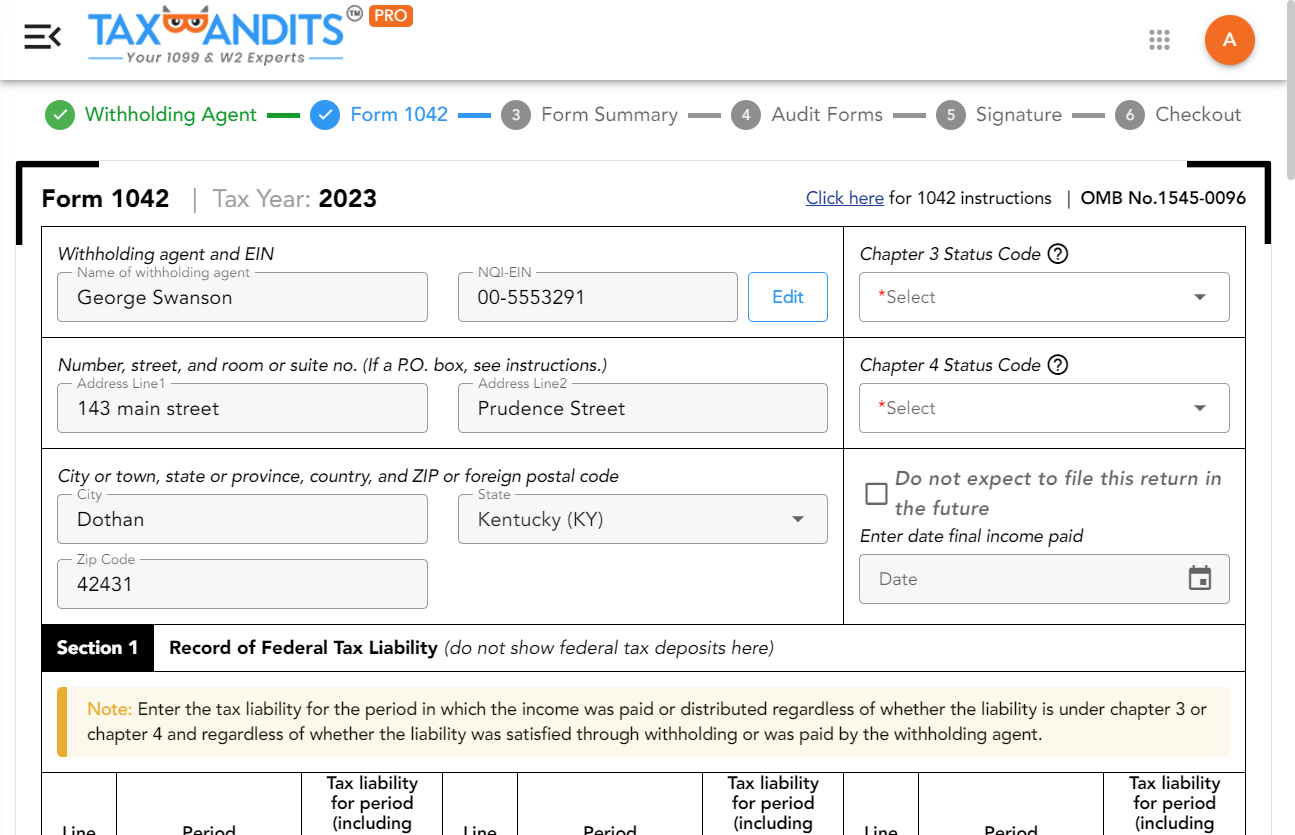 TAXBANDITS TM PRO
Your 1099 & W2 Experts
A
Withholding Agent Form 1042 3 Form Summary 4 Audit Forms 5 Signature 6 Checkout
Form 1042 | Tax Year: 2023 Click here for 1042 instructions | OMB No.1545-0096
Withholding agent and EIN
Name of withholding agent
George Swanson
NQI-EIN
00-5553291
Edit
Chapter 3 Status Code ?
*Select
Number, street, and room or suite no. (If a P.O. box, see instructions.)
Address Line1
143 main street
Address Line2
Prudence Street
Chapter 4 Status Code ?
*Select
City or town, state or province, country, and ZIP or foreign postal code
City
Dothan
State
Kentucky (KY)
Zip Code
42431
Do not expect to file this return in
the future
Enter date final income paid
Date
Section 1 Record of Federal Tax Liability (do not show federal tax deposits here)
Note: Enter the tax liability for the period in which the income was paid or distributed regardless of whether the liability is under chapter 3 or
chapter 4 and regardless of whether the liability was satisfied through withholding or was paid by the withholding agent.
Line
Period
Tax liability
for period
(including
Line
Period
Tax liability
for period
(including
Line
Period
Tax liability
for period
(including